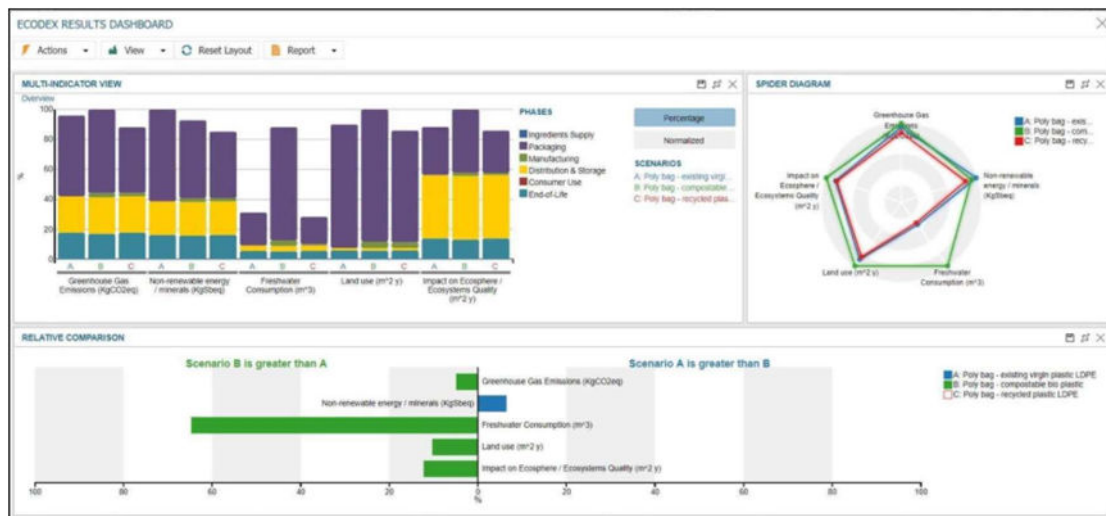 ECODEX RESULTS DASHBOARD
Actions View Reset Layout Report
MULTI-INDICATOR VIEW
Overview
100
80
60
40
20
0
%
A B C A B C A B C A B C A B C
Greenhouse Gas
Emissions (KgCO2eq)
Non-renewable energy
/ minerals (KgSbeq)
Freshwater
Consumption (m^3)
Land use (m^2 y)
Impact on Ecosphere /
Ecosystems Quality
(m^2 y)
PHASES
Ingredients Supply
Packaging
Manufacturing
Distribution & Storage
Consumer Use
End-of-Life
Percentage
Normalized
SCENARIOS
A: Poly bag - existing virgi...
B: Poly bag - compostable...
C: Poly bag - recycled plas...
SPIDER DIAGRAM
Greenhouse Gas
Emissions
Non-renewable
energy / minerals
(KgSbeq)
Freshwater
Consumption (m^3)
Land use (m^2 y)
Impact on
Ecosphere /
Ecosystems Quality
(m^2 y)
A: Poly bag - exis...
B: Poly bag - com...
C: Poly bag - recy...
RELATIVE COMPARISON
Scenario B is greater than A
Scenario A is greater than B
Greenhouse Gas Emissions (KgCO2eq)
Non-renewable energy / minerals (KgSbeq)
Freshwater Consumption (m^3)
Land use (m^2 y)
Impact on Ecosphere / Ecosystems Quality (m^2 y)
100 80 60 40 20 0 20 40 60 80 100
%
A: Poly bag - existing virgin plastic LDPE
B: Poly bag - compostable bio plastic
C: Poly bag - recycled plastic LDPE